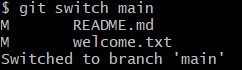 $ git switch main
M       README.md
M       welcome.txt
Switched to branch 'main'